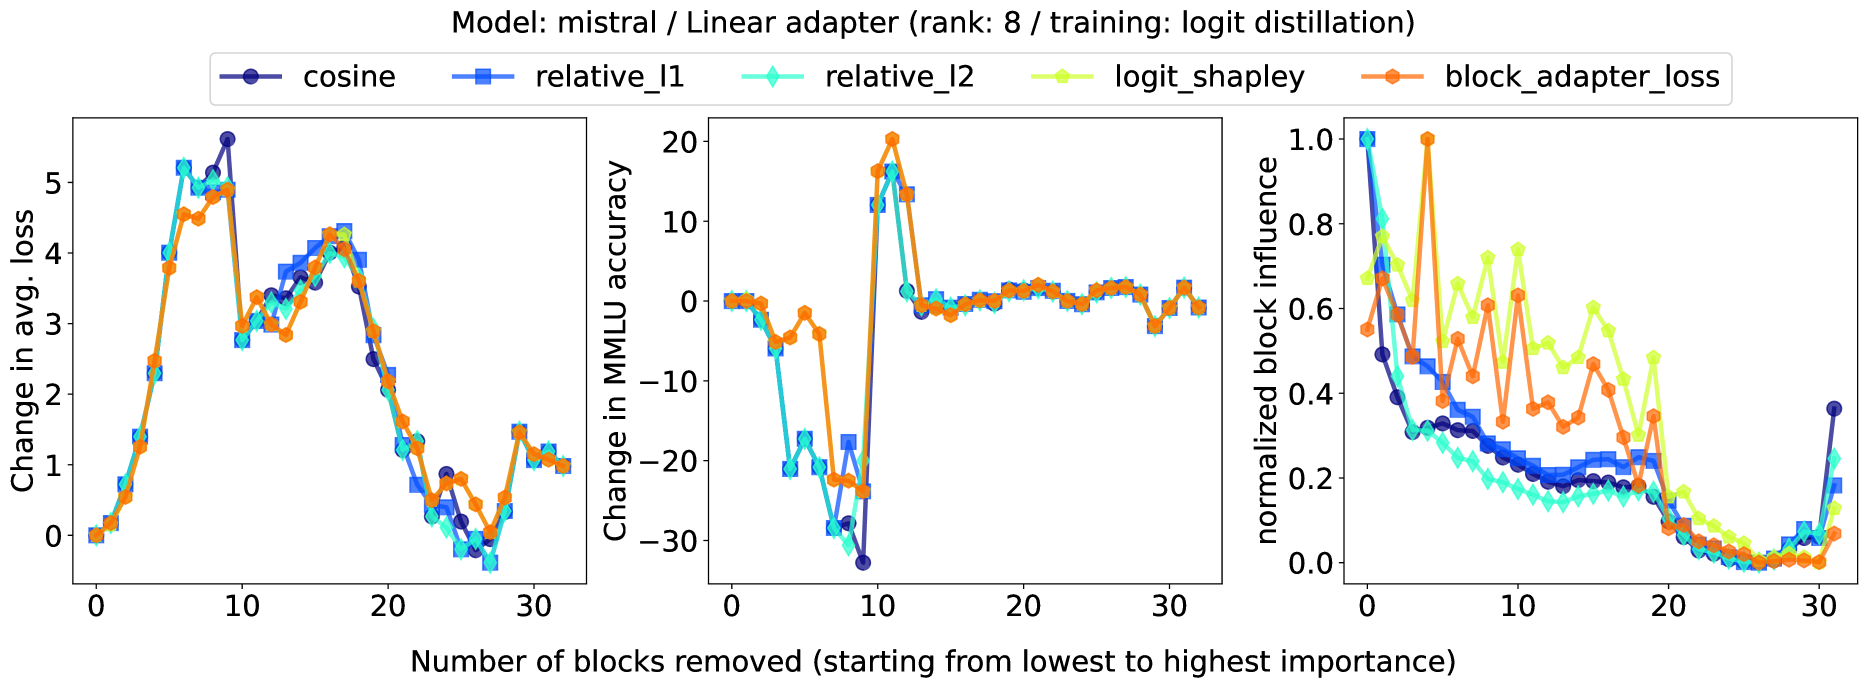 Model: mistral / Linear adapter (rank: 8 / training: logit distillation)
cosine relative_l1 relative_l2 logit_shapley block_adapter_loss
Change in avg. loss
5
4
3
2
1
0
0 10 20 30
Change in MMLU accuracy
20
10
0
−10
−20
−30
0 10 20 30
normalized block influence
1.0
0.8
0.6
0.4
0.2
0.0
0 10 20 30
Number of blocks removed (starting from lowest to highest importance)